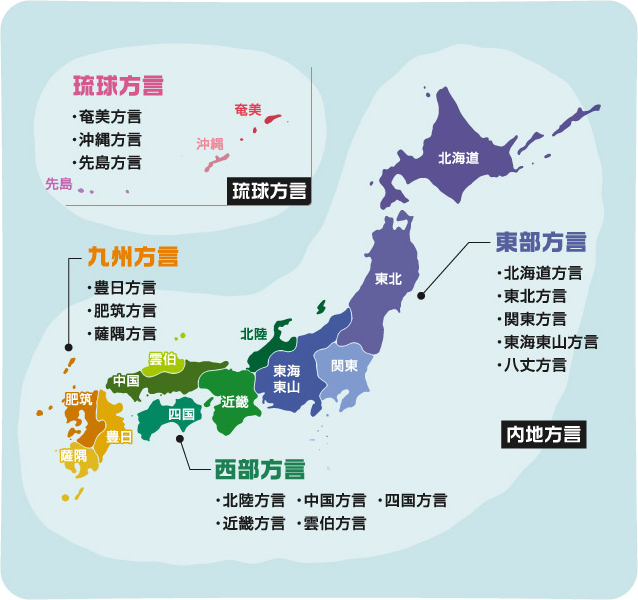 琉球方言
・奄美方言
・沖縄方言
・先島方言
奄美
沖縄
先島
琉球方言
北海道
東部方言
・北海道方言
・東北方言
・関東方言
・東海東山方言
・八丈方言
九州方言
・豊日方言
・肥筑方言
・薩隅方言
東北
北陸
雲伯
中国
東海
東山
関東
肥筑
四国
近畿
豊日
薩隅
内地方言
西部方言
・北陸方言 ・中国方言 ・四国方言
・近畿方言 ・雲伯方言